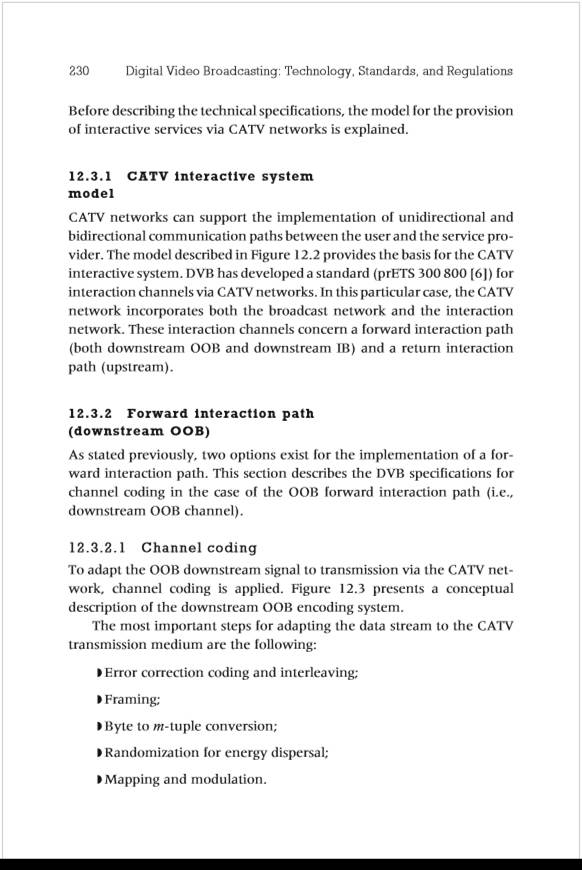 230 Digital Video Broadcasting: Technology, Standards, and Regulations
Before describing the technical specifications, the model for the provision
of interactive services via CATV networks is explained.
12.3.1 CATV interactive system
model
CATV networks can support the implementation of unidirectional and
bidirectional communication paths between the user and the service pro-
vider. The model described in Figure 12.2 provides the basis for the CATV
interactive system. DVB has developed a standard (prETS 300 800 [6]) for
interaction channels via CATV networks. In this particular case, the CATV
network incorporates both the broadcast network and the interaction
network. These interaction channels concern a forward interaction path
(both downstream OOB and downstream IB) and a return interaction
path (upstream).
12.3.2 Forward interaction path
(downstream OOB)
As stated previously, two options exist for the implementation of a for-
ward interaction path. This section describes the DVB specifications for
channel coding in the case of the OOB forward interaction path (i.e.,
downstream OOB channel).
12.3.2.1 Channel coding
To adapt the OOB downstream signal to transmission via the CATV net-
work, channel coding is applied. Figure 12.3 presents a conceptual
description of the downstream OOB encoding system.
The most important steps for adapting the data stream to the CATV
transmission medium are the following:
◗ Error correction coding and interleaving;
◗ Framing;
◗ Byte to m-tuple conversion;
◗ Randomization for energy dispersal;
◗ Mapping and modulation.